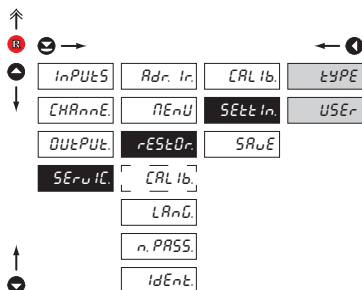 R
InPUtS Adr. Ir. CALIb. tYPE
CHAnnE. MEnU SEttIn. USEr
OUtPUt. rEStOr. SAvE
SErvIC. CALIb.
LAnG.
n. PASS.
IdEnt.